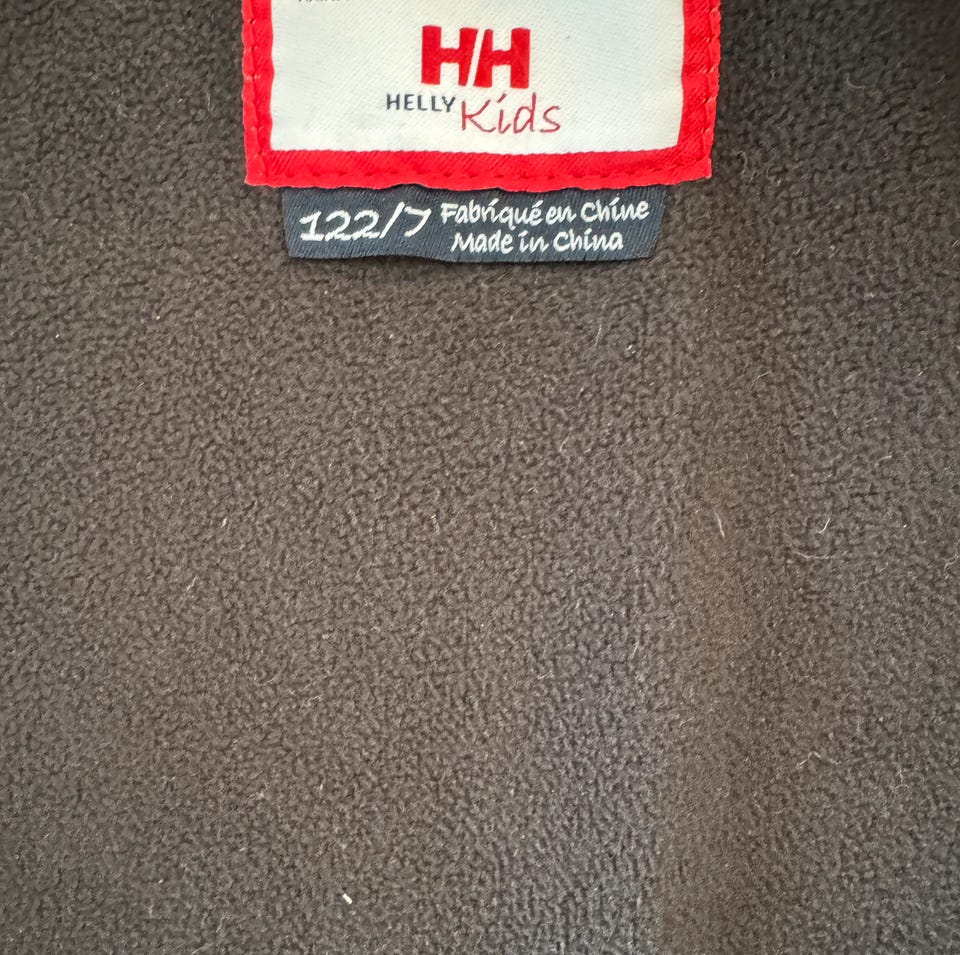 HH
HELLY Kids
122/7 Fabriqué en Chine
Made in China